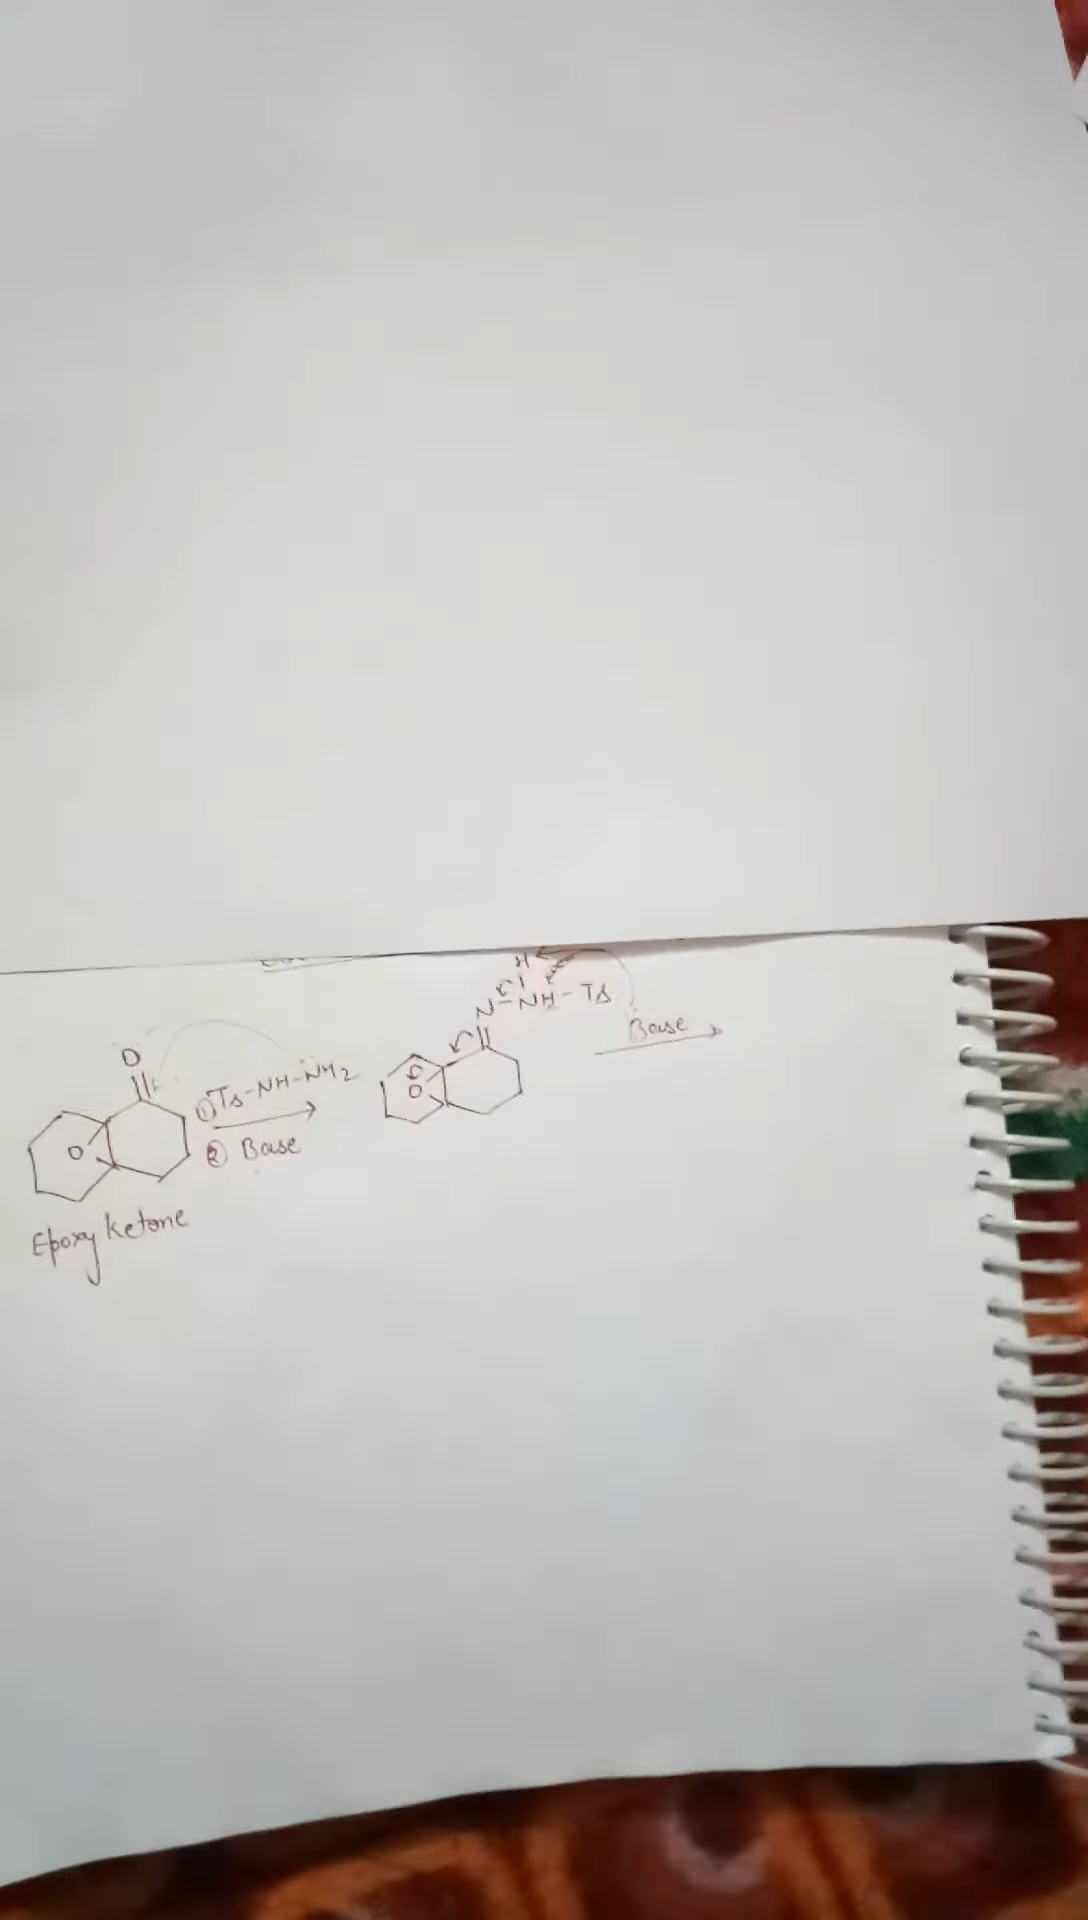 O
O
Epoxy ketone
① Ts-NH-NH2
② Base
H
N-NH-Ts
O
Base